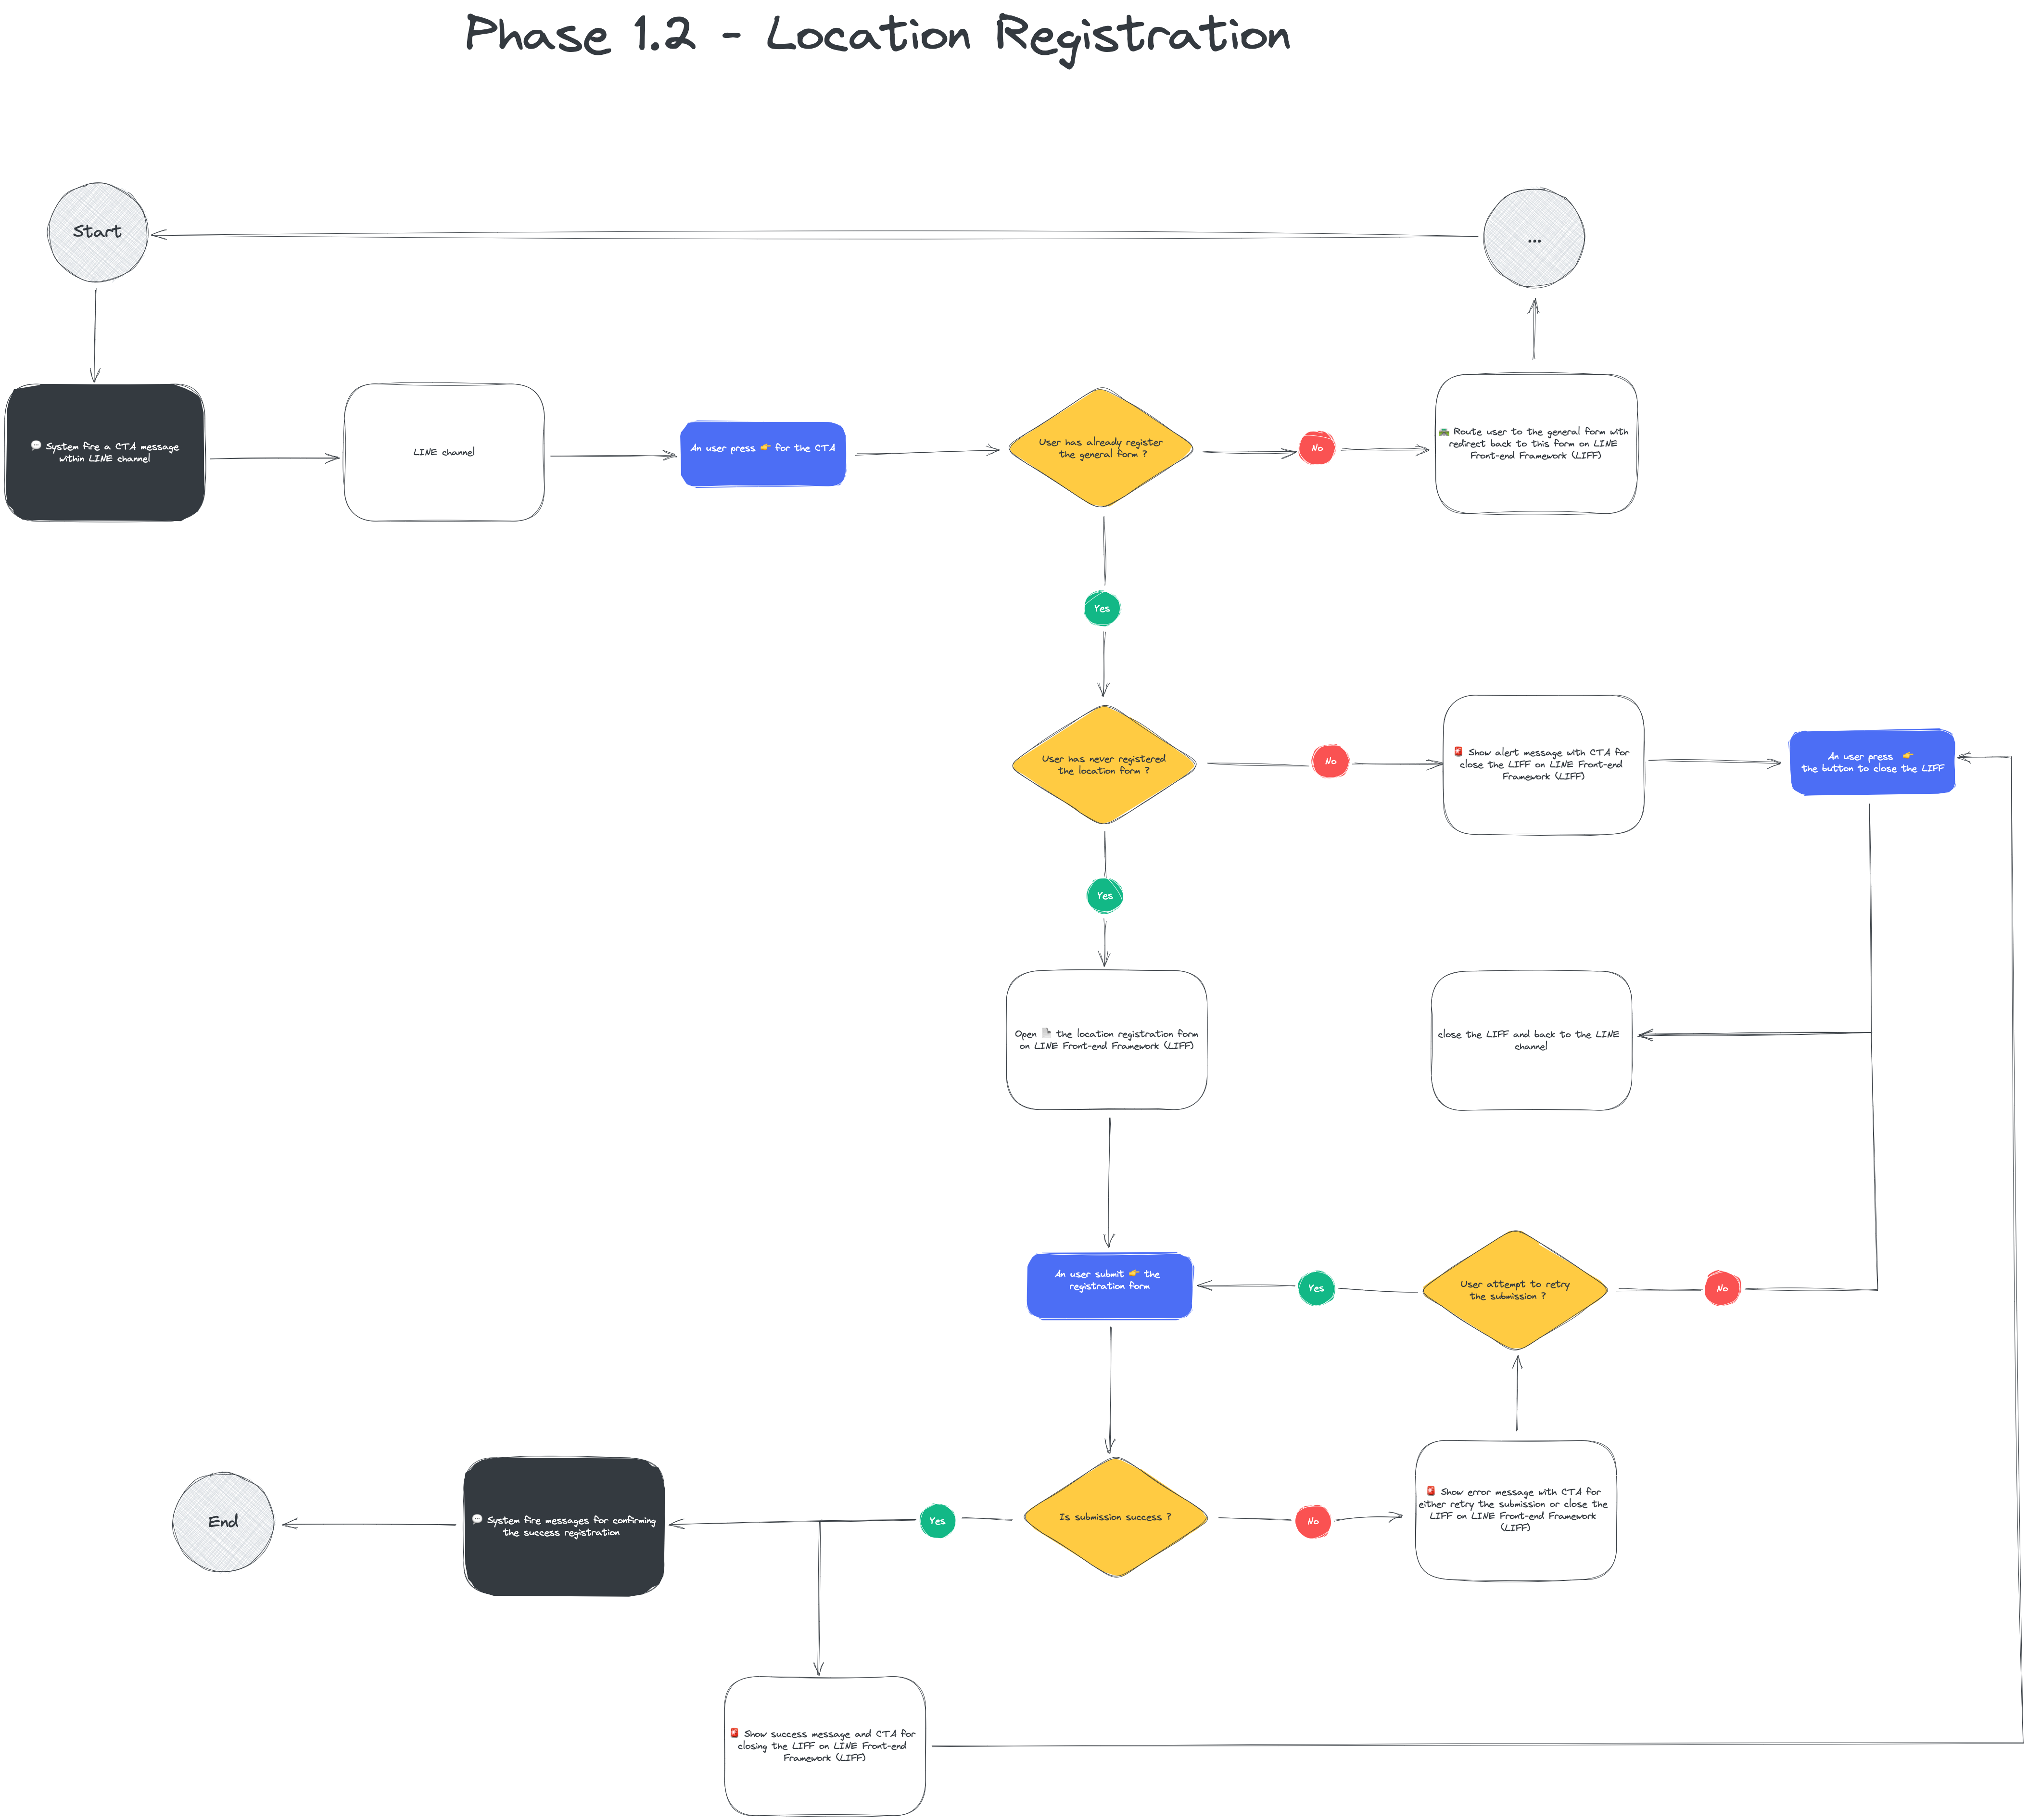 Phase 1.2 - Location Registration
Start
...
💬 System fire a CTA message
within LINE channel
LINE channel
An user press 👉 for the CTA
User has already register
the general form ?
No
🚌 Route user to the general form with
redirect back to this form on LINE
Front-end Framework (LIFF)
Yes
User has never registered
the location form ?
No
🚨 Show alert message with CTA for
close the LIFF on LINE Front-end
Framework (LIFF)
An user press 👉
the button to close the LIFF
Yes
Open 📄 the location registration form
on LINE Front-end Framework (LIFF)
close the LIFF and back to the LINE
channel
An user submit 👉 the
registration form
Yes
User attempt to retry
the submission ?
No
End
💬 System fire messages for confirming
the success registration
Yes
Is submission success ?
No
🚨 Show error message with CTA for
either retry the submission or close the
LIFF on LINE Front-end Framework
(LIFF)
🚨 Show success message and CTA for
closing the LIFF on LINE Front-end
Framework (LIFF)